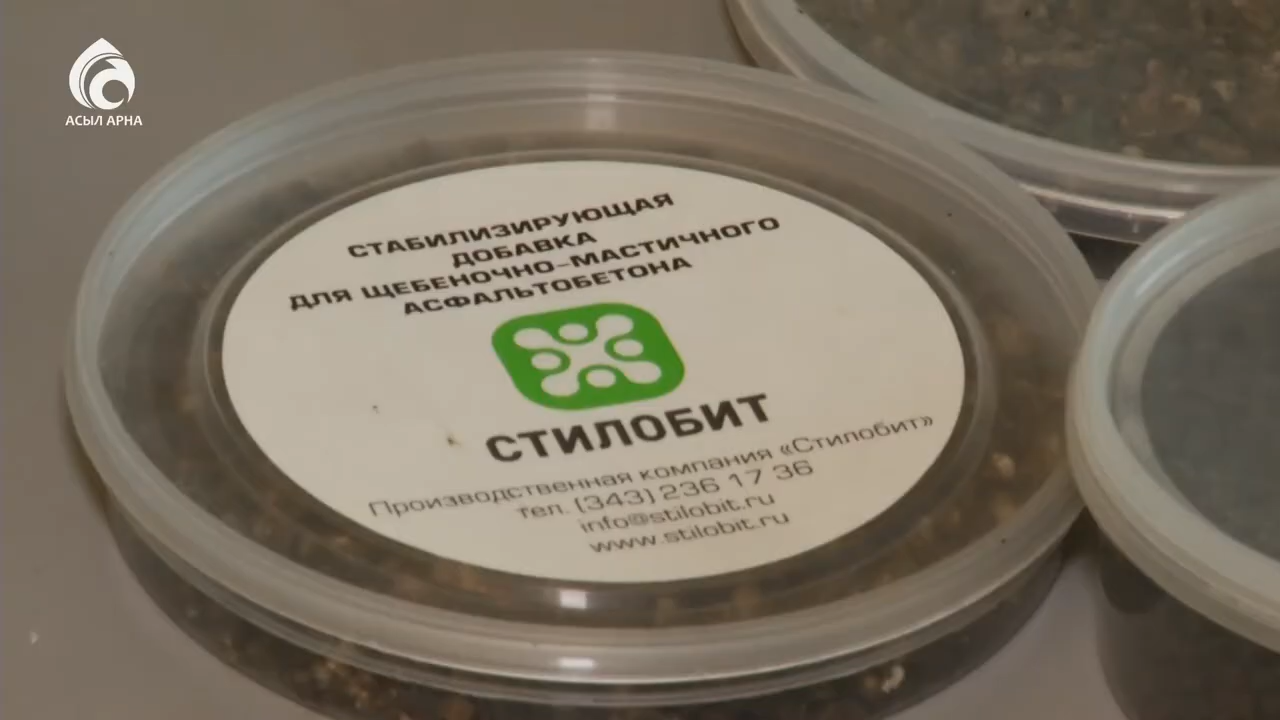 АСЫЛ АРНА
СТАБИЛИЗИРУЮЩАЯ
ДОБАВКА
ДЛЯ ЩЕБЕНОЧНО-МАСТИЧНОГО
АСФАЛЬТОБЕТОНА
СТИЛОБИТ
Производственная компания «Стилобит»
тел. (343) 236 17 36
info@stilobit.ru
www.stilobit.ru